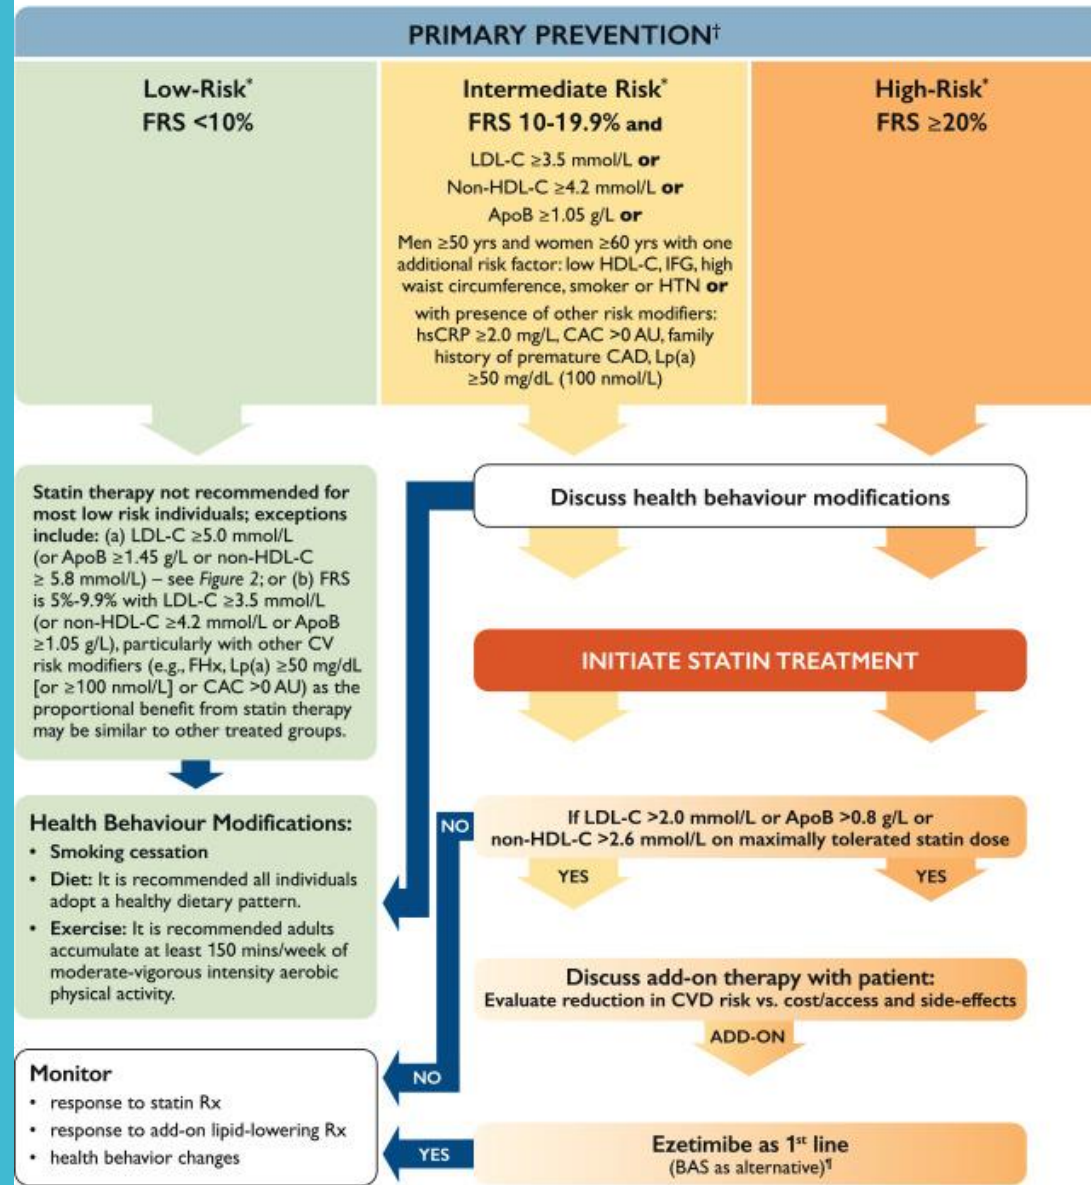 PRIMARY PREVENTION†
Low-Risk*
FRS <10%
Intermediate Risk*
FRS 10-19.9% and
LDL-C ≥3.5 mmol/L or
Non-HDL-C ≥4.2 mmol/L or
ApoB ≥1.05 g/L or
Men ≥50 yrs and women ≥60 yrs with one
additional risk factor: low HDL-C, IFG, high
waist circumference, smoker or HTN or
with presence of other risk modifiers:
hsCRP ≥2.0 mg/L, CAC >0 AU, family
history of premature CAD, Lp(a)
≥50 mg/dL (100 nmol/L)
High-Risk*
FRS ≥20%
Statin therapy not recommended for
most low risk individuals; exceptions
include: (a) LDL-C ≥5.0 mmol/L
(or ApoB ≥1.45 g/L or non-HDL-C
≥ 5.8 mmol/L) – see Figure 2; or (b) FRS
is 5%-9.9% with LDL-C ≥3.5 mmol/L
(or non-HDL-C ≥4.2 mmol/L or ApoB
≥1.05 g/L), particularly with other CV
risk modifiers (e.g., FHx, Lp(a) ≥50 mg/dL
[or ≥100 nmol/L] or CAC >0 AU) as the
proportional benefit from statin therapy
may be similar to other treated groups.
Health Behaviour Modifications:
• Smoking cessation
• Diet: It is recommended all individuals
adopt a healthy dietary pattern.
• Exercise: It is recommended adults
accumulate at least 150 mins/week of
moderate-vigorous intensity aerobic
physical activity.
Discuss health behaviour modifications
INITIATE STATIN TREATMENT
NO
If LDL-C >2.0 mmol/L or ApoB >0.8 g/L or
non-HDL-C >2.6 mmol/L on maximally tolerated statin dose
YES
YES
Discuss add-on therapy with patient:
Evaluate reduction in CVD risk vs. cost/access and side-effects
ADD-ON
NO
Monitor
• response to statin Rx
• response to add-on lipid-lowering Rx
• health behavior changes
YES
Ezetimibe as 1st line
(BAS as alternative)¶